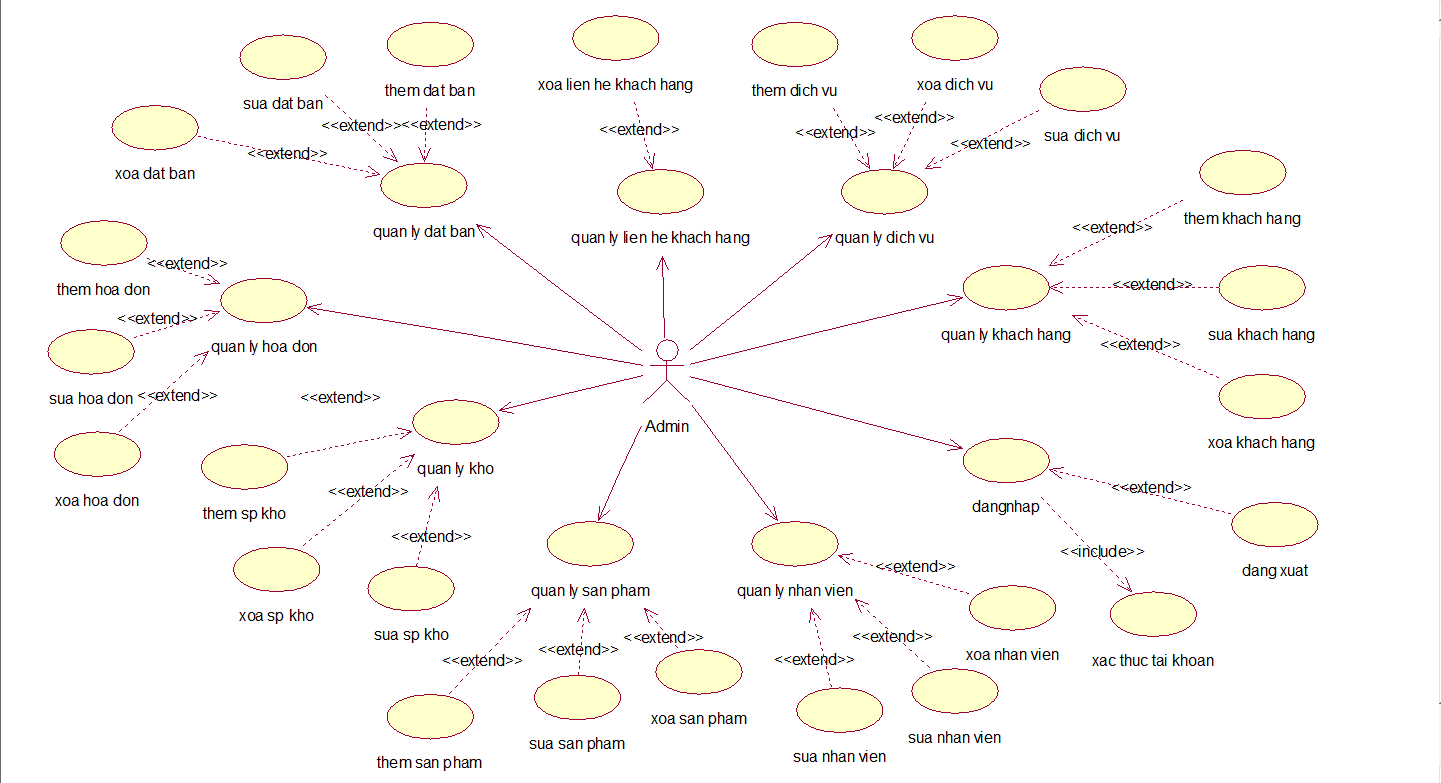 xoa lien he khach hang
them dich vu
xoa dich vu
them dat ban
sua dat ban
<<extend>>
<<extend>>
<<extend>>
<<extend>>
<<extend>>
<<extend>>
sua dich vu
<<extend>>
<<extend>>
xoa dat ban
them khach hang
<<extend>>
quan ly dat ban
quan ly lien he khach hang
quan ly dich vu
<<extend>>
them hoa don
<<extend>>
<<extend>>
quan ly khach hang
sua khach hang
quan ly hoa don
<<extend>>
sua hoa don
<<extend>>
<<extend>>
Admin
xoa khach hang
quan ly kho
<<extend>>
<<extend>>
xoa hoa don
them sp kho
dangnhap
<<extend>>
<<include>>
<<extend>>
dang xuat
quan ly san pham
quan ly nhan vien
xoa sp kho
sua sp kho
<<extend>>
<<extend>>
<<extend>>
<<extend>>
<<extend>>
xoa nhan vien
xac thuc tai khoan
xoa san pham
sua san pham
them san pham
sua nhan vien
sua nhan vien